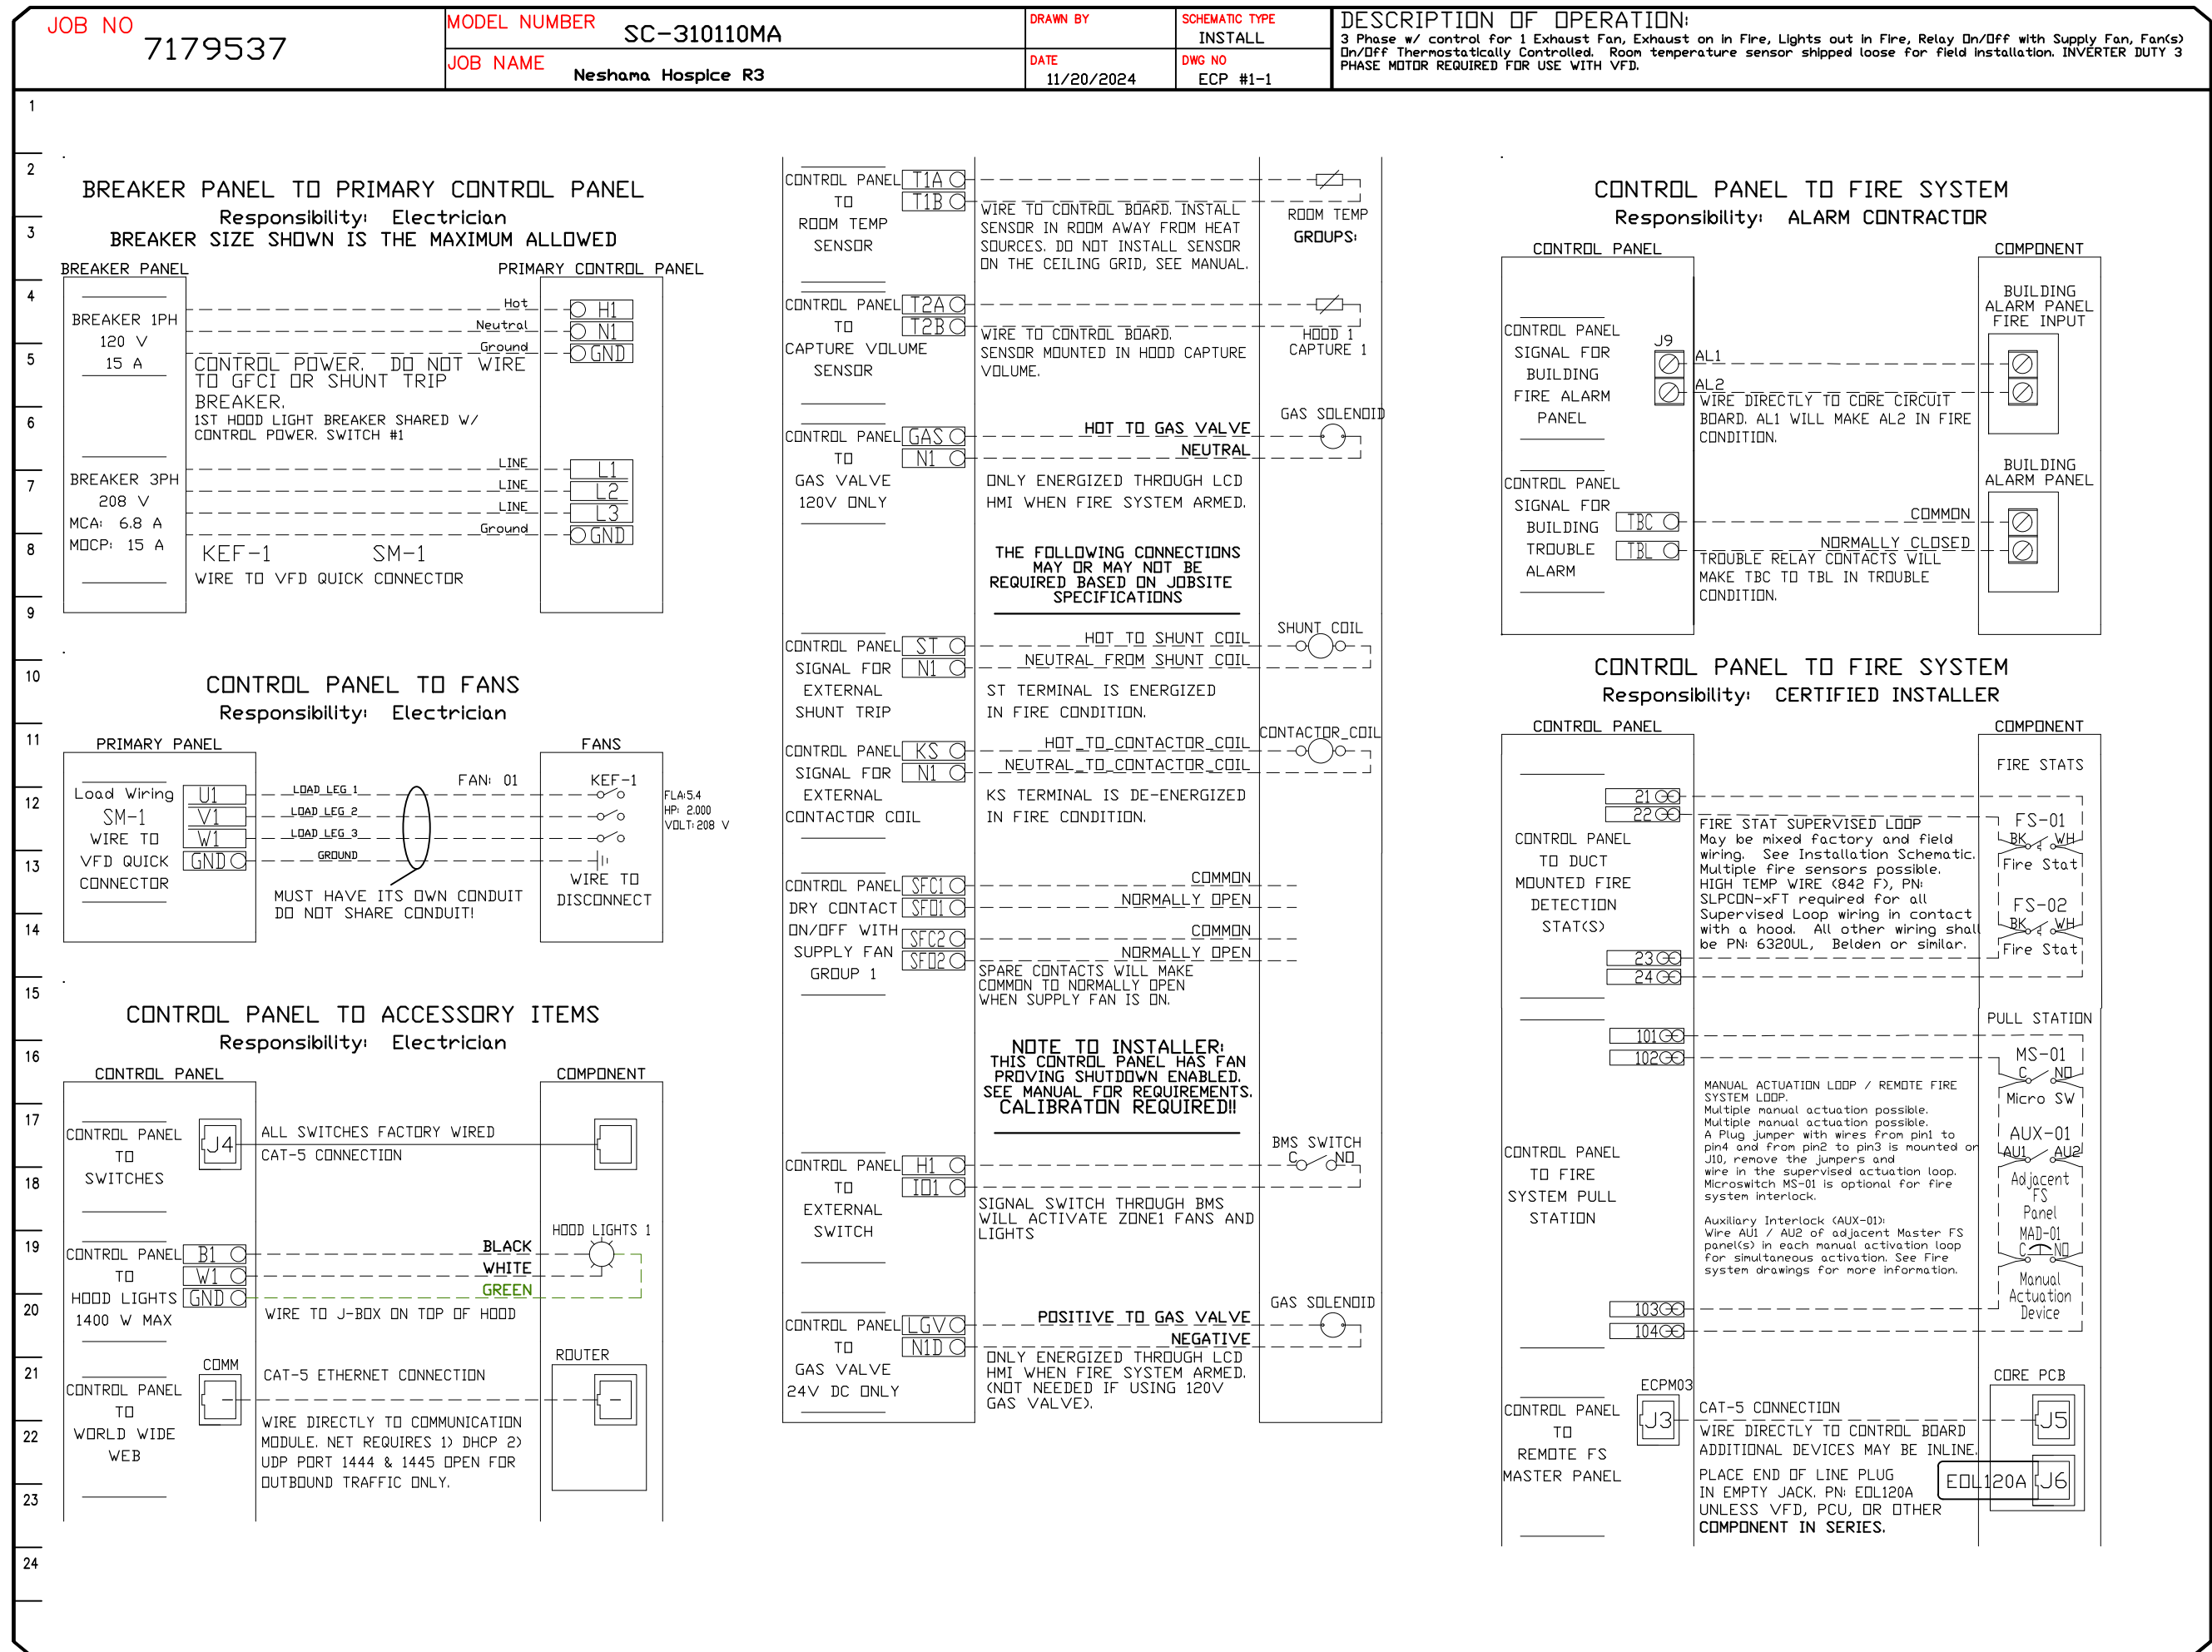 JOB NO
7179537
MODEL NUMBER
SC-310110MA
JOB NAME
Neshama Hospice R3
DRAWN BY
SCHEMATIC TYPE
INSTALL
DATE
11/20/2024
DWG NO
ECP #1-1
DESCRIPTION OF OPERATION:
3 Phase w/ control for 1 Exhaust Fan, Exhaust on in Fire, Lights out in Fire, Relay On/Off with Supply Fan, Fan(s)
On/Off Thermostatically Controlled. Room temperature sensor shipped loose for field installation. INVERTER DUTY 3
PHASE MOTOR REQUIRED FOR USE WITH VFD.
1
2
3
4
5
6
7
8
9
10
11
12
13
14
15
16
17
18
19
20
21
22
23
24
BREAKER PANEL TO PRIMARY CONTROL PANEL
Responsibility: Electrician
BREAKER SIZE SHOWN IS THE MAXIMUM ALLOWED
BREAKER PANEL
PRIMARY CONTROL PANEL
BREAKER 1PH
120 V
15 A
Hot
H1
Neutral
N1
Ground
GND
CONTROL POWER. DO NOT WIRE
TO GFCI OR SHUNT TRIP
BREAKER.
1ST HOOD LIGHT BREAKER SHARED W/
CONTROL POWER. SWITCH #1
BREAKER 3PH
208 V
MCA: 6.8 A
MOCP: 15 A
LINE
L1
LINE
L2
LINE
L3
Ground
GND
KEF-1 SM-1
WIRE TO VFD QUICK CONNECTOR
CONTROL PANEL TO FANS
Responsibility: Electrician
PRIMARY PANEL
FANS
Load Wiring
SM-1
WIRE TO
VFD QUICK
CONNECTOR
U1
V1
W1
GND
LOAD LEG 1
LOAD LEG 2
LOAD LEG 3
GROUND
FAN: 01
KEF-1
FLA:5.4
HP: 2.000
VOLT: 208 V
WIRE TO
DISCONNECT
MUST HAVE ITS OWN CONDUIT
DO NOT SHARE CONDUIT!
CONTROL PANEL TO ACCESSORY ITEMS
Responsibility: Electrician
CONTROL PANEL
COMPONENT
CONTROL PANEL
TO
SWITCHES
J4
ALL SWITCHES FACTORY WIRED
CAT-5 CONNECTION
CONTROL PANEL
TO
HOOD LIGHTS
1400 W MAX
B1
W1
GND
BLACK
WHITE
GREEN
HOOD LIGHTS 1
WIRE TO J-BOX ON TOP OF HOOD
CONTROL PANEL
TO
WORLD WIDE
WEB
COMM
CAT-5 ETHERNET CONNECTION
ROUTER
WIRE DIRECTLY TO COMMUNICATION
MODULE. NET REQUIRES 1) DHCP 2)
UDP PORT 1444 & 1445 OPEN FOR
OUTBOUND TRAFFIC ONLY.
CONTROL PANEL
TO
ROOM TEMP
SENSOR
T1A
T1B
WIRE TO CONTROL BOARD. INSTALL
SENSOR IN ROOM AWAY FROM HEAT
SOURCES. DO NOT INSTALL SENSOR
ON THE CEILING GRID, SEE MANUAL.
ROOM TEMP
GROUPS:
CONTROL PANEL
TO
CAPTURE VOLUME
SENSOR
T2A
T2B
WIRE TO CONTROL BOARD.
SENSOR MOUNTED IN HOOD CAPTURE
VOLUME.
HOOD 1
CAPTURE 1
CONTROL PANEL
TO
GAS VALVE
120V ONLY
GAS
N1
HOT TO GAS VALVE
NEUTRAL
GAS SOLENOID
ONLY ENERGIZED THROUGH LCD
HMI WHEN FIRE SYSTEM ARMED.
THE FOLLOWING CONNECTIONS
MAY OR MAY NOT BE
REQUIRED BASED ON JOBSITE
SPECIFICATIONS
CONTROL PANEL
SIGNAL FOR
EXTERNAL
SHUNT TRIP
ST
N1
HOT TO SHUNT COIL
NEUTRAL FROM SHUNT COIL
SHUNT COIL
ST TERMINAL IS ENERGIZED
IN FIRE CONDITION.
CONTROL PANEL
SIGNAL FOR
EXTERNAL
CONTACTOR COIL
KS
N1
HOT_TO_CONTACTOR_COIL
NEUTRAL_TO_CONTACTOR_COIL
CONTACTOR_COIL
KS TERMINAL IS DE-ENERGIZED
IN FIRE CONDITION.
CONTROL PANEL
DRY CONTACT
ON/OFF WITH
SUPPLY FAN
GROUP 1
SFC1
SFO1
SFC2
SFO2
COMMON
NORMALLY OPEN
COMMON
NORMALLY OPEN
SPARE CONTACTS WILL MAKE
COMMON TO NORMALLY OPEN
WHEN SUPPLY FAN IS ON.
NOTE TO INSTALLER:
THIS CONTROL PANEL HAS FAN
PROVING SHUTDOWN ENABLED.
SEE MANUAL FOR REQUIREMENTS.
CALIBRATON REQUIRED!!
CONTROL PANEL
TO
EXTERNAL
SWITCH
H1
IO1
BMS SWITCH
C NO
SIGNAL SWITCH THROUGH BMS
WILL ACTIVATE ZONE1 FANS AND
LIGHTS
CONTROL PANEL
TO
GAS VALVE
24V DC ONLY
LGV
N1D
POSITIVE TO GAS VALVE
NEGATIVE
GAS SOLENOID
ONLY ENERGIZED THROUGH LCD
HMI WHEN FIRE SYSTEM ARMED.
(NOT NEEDED IF USING 120V
GAS VALVE).
CONTROL PANEL TO FIRE SYSTEM
Responsibility: ALARM CONTRACTOR
CONTROL PANEL
COMPONENT
CONTROL PANEL
SIGNAL FOR
BUILDING
FIRE ALARM
PANEL
J9
AL1
AL2
WIRE DIRECTLY TO CORE CIRCUIT
BOARD. AL1 WILL MAKE AL2 IN FIRE
CONDITION.
BUILDING
ALARM PANEL
FIRE INPUT
CONTROL PANEL
SIGNAL FOR
BUILDING
TROUBLE
ALARM
TBC
TBL
COMMON
NORMALLY CLOSED
TROUBLE RELAY CONTACTS WILL
MAKE TBC TO TBL IN TROUBLE
CONDITION.
BUILDING
ALARM PANEL
CONTROL PANEL TO FIRE SYSTEM
Responsibility: CERTIFIED INSTALLER
CONTROL PANEL
COMPONENT
CONTROL PANEL
TO DUCT
MOUNTED FIRE
DETECTION
STAT(S)
21
22
23
24
FIRE STAT SUPERVISED LOOP
May be mixed factory and field
wiring. See Installation Schematic.
Multiple fire sensors possible.
HIGH TEMP WIRE (842 F), PN:
SLPCON-xFT required for all
Supervised Loop wiring in contact
with a hood. All other wiring shall
be PN: 6320UL, Belden or similar.
FIRE STATS
FS-01
BK WH
Fire Stat
FS-02
BK WH
Fire Stat
CONTROL PANEL
TO FIRE
SYSTEM PULL
STATION
101
102
103
104
MANUAL ACTUATION LOOP / REMOTE FIRE
SYSTEM LOOP.
Multiple manual actuation possible.
Multiple manual actuation possible.
A Plug jumper with wires from pin1 to
pin4 and from pin2 to pin3 is mounted on
J10, remove the jumpers and
wire in the supervised actuation loop.
Microswitch MS-01 is optional for fire
system interlock.
Auxiliary Interlock (AUX-01):
Wire AU1 / AU2 of adjacent Master FS
panel(s) in each manual activation loop
for simultaneous activation. See Fire
system drawings for more information.
PULL STATION
MS-01
C NO
Micro SW
AUX-01
AU1 AU2
Adjacent
FS
Panel
MAD-01
C NO
Manual
Actuation
Device
CONTROL PANEL
TO
REMOTE FS
MASTER PANEL
ECPM03
J3
CAT-5 CONNECTION
WIRE DIRECTLY TO CONTROL BOARD
ADDITIONAL DEVICES MAY BE INLINE.
PLACE END OF LINE PLUG
IN EMPTY JACK. PN: EOL120A
UNLESS VFD, PCU, OR OTHER
COMPONENT IN SERIES.
CORE PCB
J5
EOL120A
J6